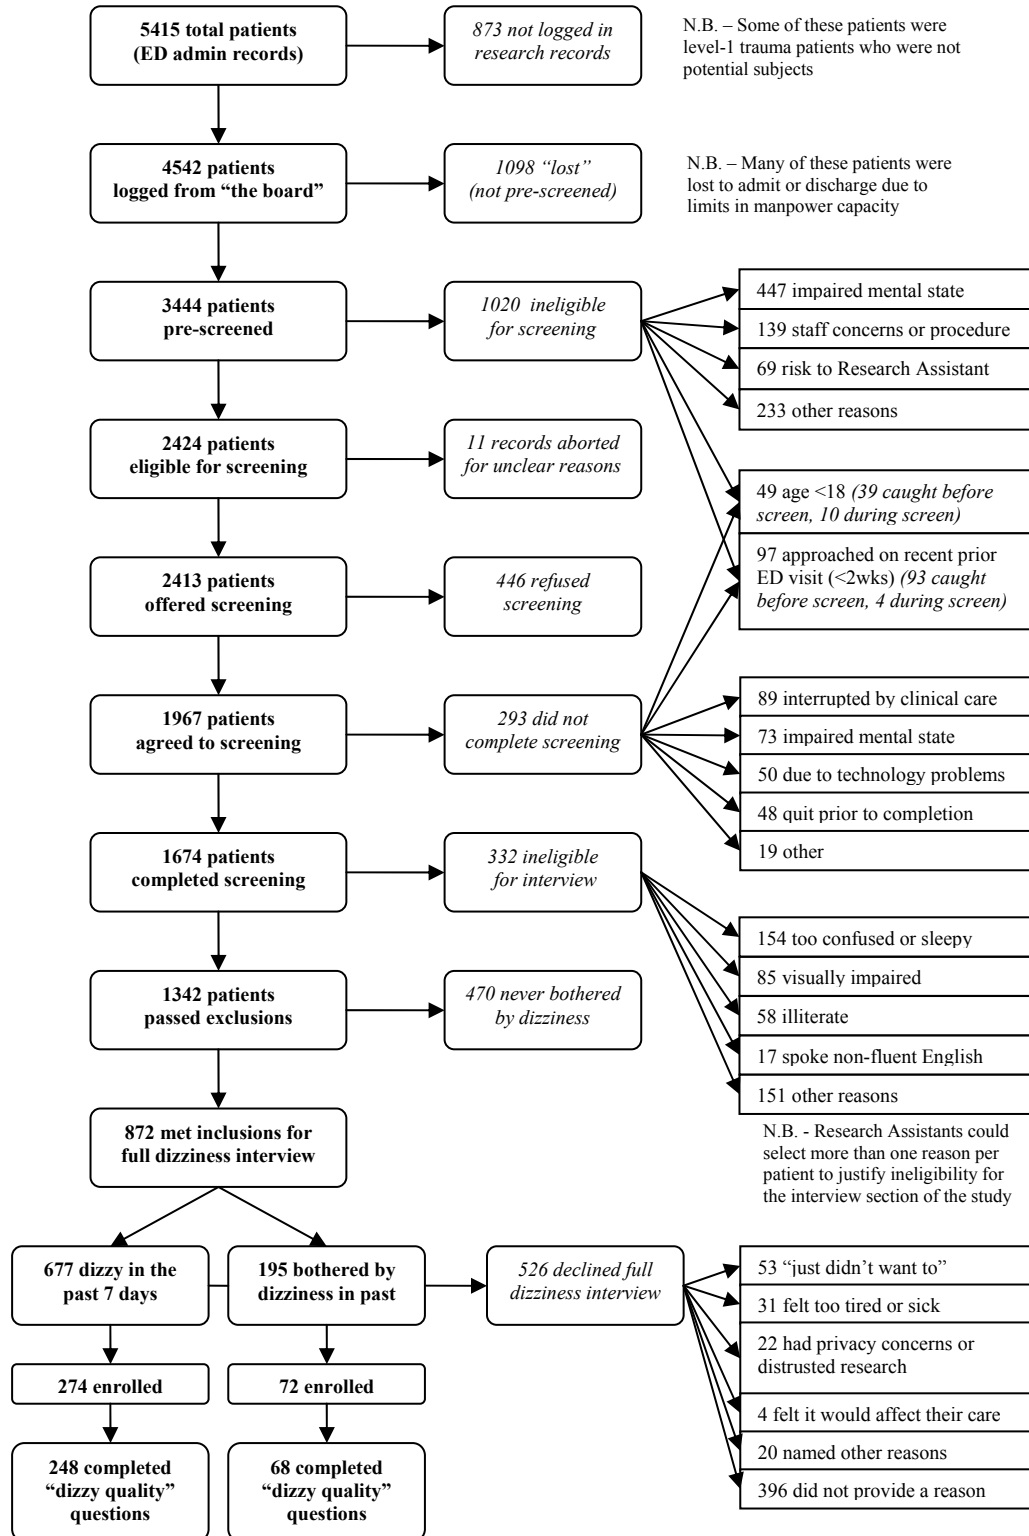 5415 total patients
(ED admin records)
873 not logged in
research records
N.B. – Some of these patients were
level-1 trauma patients who were not
potential subjects
4542 patients
logged from “the board”
1098 “lost”
(not pre-screened)
N.B. – Many of these patients were
lost to admit or discharge due to
limits in manpower capacity
3444 patients
pre-screened
1020 ineligible
for screening
447 impaired mental state
139 staff concerns or procedure
69 risk to Research Assistant
233 other reasons
2424 patients
eligible for screening
11 records aborted
for unclear reasons
49 age <18 (39 caught before
screen, 10 during screen)
97 approached on recent prior
ED visit (<2wks) (93 caught
before screen, 4 during screen)
2413 patients
offered screening
446 refused
screening
1967 patients
agreed to screening
293 did not
complete screening
89 interrupted by clinical care
73 impaired mental state
50 due to technology problems
48 quit prior to completion
19 other
1674 patients
completed screening
332 ineligible
for interview
154 too confused or sleepy
85 visually impaired
58 illiterate
17 spoke non-fluent English
151 other reasons
N.B. - Research Assistants could
select more than one reason per
patient to justify ineligibility for
the interview section of the study
1342 patients
passed exclusions
470 never bothered
by dizziness
872 met inclusions for
full dizziness interview
677 dizzy in the
past 7 days
195 bothered by
dizziness in past
526 declined full
dizziness interview
53 “just didn’t want to”
31 felt too tired or sick
22 had privacy concerns or
distrusted research
4 felt it would affect their care
20 named other reasons
396 did not provide a reason
274 enrolled
72 enrolled
248 completed
“dizzy quality”
questions
68 completed
“dizzy quality”
questions